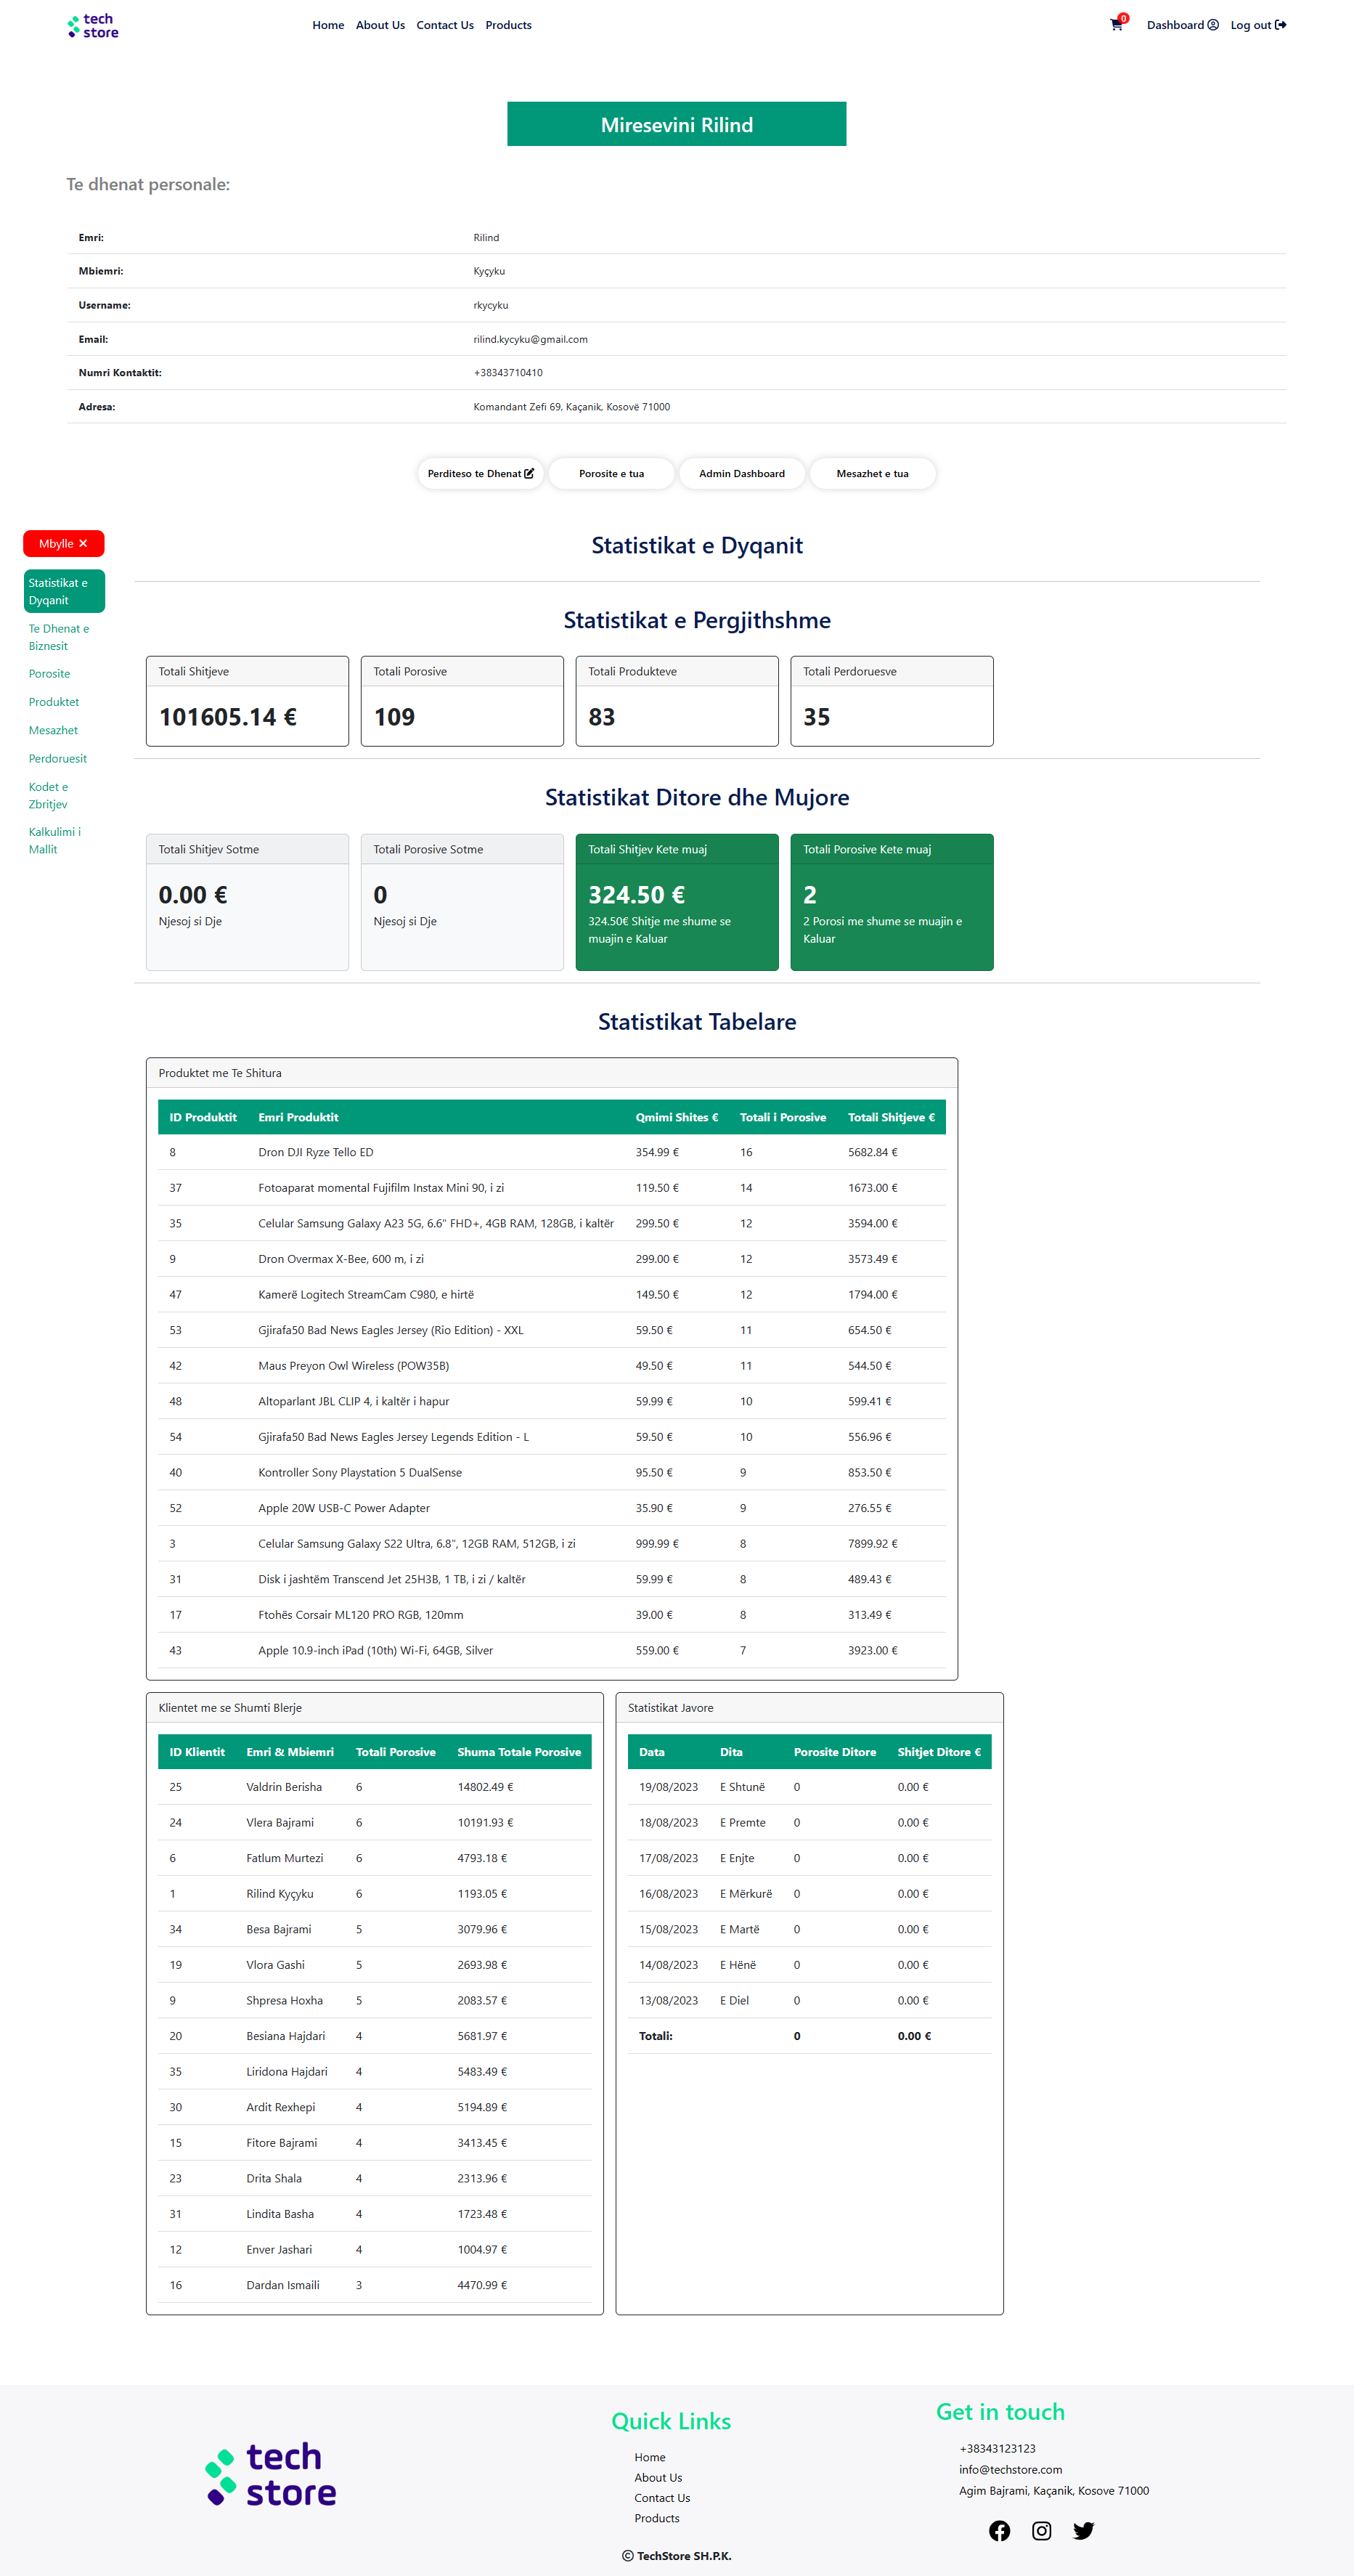 tech
store
Home About Us Contact Us Products
0
Dashboard Log out
Miresevini Rilind
Te dhenat personale:
Emri: Rilind
Mbiemri: Kyçyku
Username: rkycyku
Email: rilind.kycyku@gmail.com
Numri Kontaktit: +38343710410
Adresa: Komandant Zefi 69, Kaçanik, Kosovë 71000
Perditeso te Dhenat Porosite e tua Admin Dashboard Mesazhet e tua
Mbylle ✕
Statistikat e
Dyqanit
Te Dhenat e
Biznesit
Porosite
Produktet
Mesazhet
Perdoruesit
Kodet e
Zbritjev
Kalkulimi i
Mallit
Statistikat e Dyqanit
Statistikat e Pergjithshme
Totali Shitjeve
101605.14 €
Totali Porosive
109
Totali Produkteve
83
Totali Perdoruesve
35
Statistikat Ditore dhe Mujore
Totali Shitjev Sotme
0.00 €
Njesoj si Dje
Totali Porosive Sotme
0
Njesoj si Dje
Totali Shitjev Kete muaj
324.50 €
324.50€ Shitje me shume se
muajin e Kaluar
Totali Porosive Kete muaj
2
2 Porosi me shume se muajin e
Kaluar
Statistikat Tabelare
Produktet me Te Shitura
ID Produktit Emri Produktit Qmimi Shites € Totali i Porosive Totali Shitjeve €
8 Dron DJI Ryze Tello ED 354.99 € 16 5682.84 €
37 Fotoaparat momental Fujifilm Instax Mini 90, i zi 119.50 € 14 1673.00 €
35 Celular Samsung Galaxy A23 5G, 6.6" FHD+, 4GB RAM, 128GB, i kaltër 299.50 € 12 3594.00 €
9 Dron Overmax X-Bee, 600 m, i zi 299.00 € 12 3573.49 €
47 Kamerë Logitech StreamCam C980, e hirtë 149.50 € 12 1794.00 €
53 Gjirafa50 Bad News Eagles Jersey (Rio Edition) - XXL 59.50 € 11 654.50 €
42 Maus Preyon Owl Wireless (POW35B) 49.50 € 11 544.50 €
48 Altoparlant JBL CLIP 4, i kaltër i hapur 59.99 € 10 599.41 €
54 Gjirafa50 Bad News Eagles Jersey Legends Edition - L 59.50 € 10 556.96 €
40 Kontroller Sony Playstation 5 DualSense 95.50 € 9 853.50 €
52 Apple 20W USB-C Power Adapter 35.90 € 9 276.55 €
3 Celular Samsung Galaxy S22 Ultra, 6.8", 12GB RAM, 512GB, i zi 999.99 € 8 7899.92 €
31 Disk i jashtëm Transcend Jet 25H3B, 1 TB, i zi / kaltër 59.99 € 8 489.43 €
17 Ftohës Corsair ML120 PRO RGB, 120mm 39.00 € 8 313.49 €
43 Apple 10.9-inch iPad (10th) Wi-Fi, 64GB, Silver 559.00 € 7 3923.00 €
Klientet me se Shumti Blerje
ID Klientit Emri & Mbiemri Totali Porosive Shuma Totale Porosive
25 Valdrin Berisha 6 14802.49 €
24 Vlera Bajrami 6 10191.93 €
6 Fatlum Murtezi 6 4793.18 €
1 Rilind Kyçyku 6 1193.05 €
34 Besa Bajrami 5 3079.96 €
19 Vlora Gashi 5 2693.98 €
9 Shpresa Hoxha 5 2083.57 €
20 Besiana Hajdari 4 5681.97 €
35 Liridona Hajdari 4 5483.49 €
30 Ardit Rexhepi 4 5194.89 €
15 Fitore Bajrami 4 3413.45 €
23 Drita Shala 4 2313.96 €
31 Lindita Basha 4 1723.48 €
12 Enver Jashari 4 1004.97 €
16 Dardan Ismaili 3 4470.99 €
Statistikat Javore
Data Dita Porosite Ditore Shitjet Ditore €
19/08/2023 E Shtunë 0 0.00 €
18/08/2023 E Premte 0 0.00 €
17/08/2023 E Enjte 0 0.00 €
16/08/2023 E Mërkurë 0 0.00 €
15/08/2023 E Martë 0 0.00 €
14/08/2023 E Hënë 0 0.00 €
13/08/2023 E Diel 0 0.00 €
Totali: 0 0.00 €
tech
store
Quick Links
Home
About Us
Contact Us
Products
Get in touch
+38343123123
info@techstore.com
Agim Bajrami, Kaçanik, Kosove 71000
© TechStore SH.P.K.